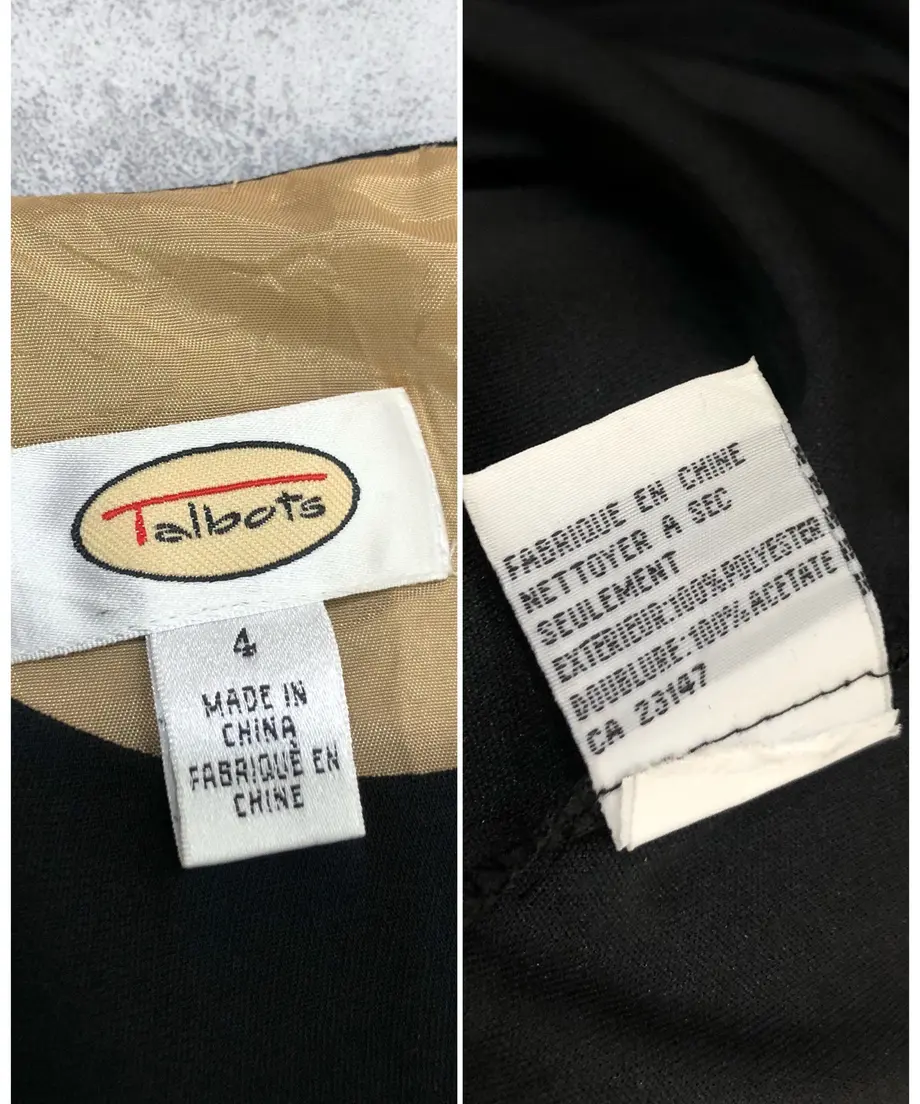 Talbots
4
MADE IN
CHINA
FABRIQUÉ EN
CHINE
FABRIQUE EN CHINE
NETTOYER A SEC
SEULEMENT
EXTERIEUR:100%POLYESTER
DOUBLURE:100%ACETATE
CA 23147